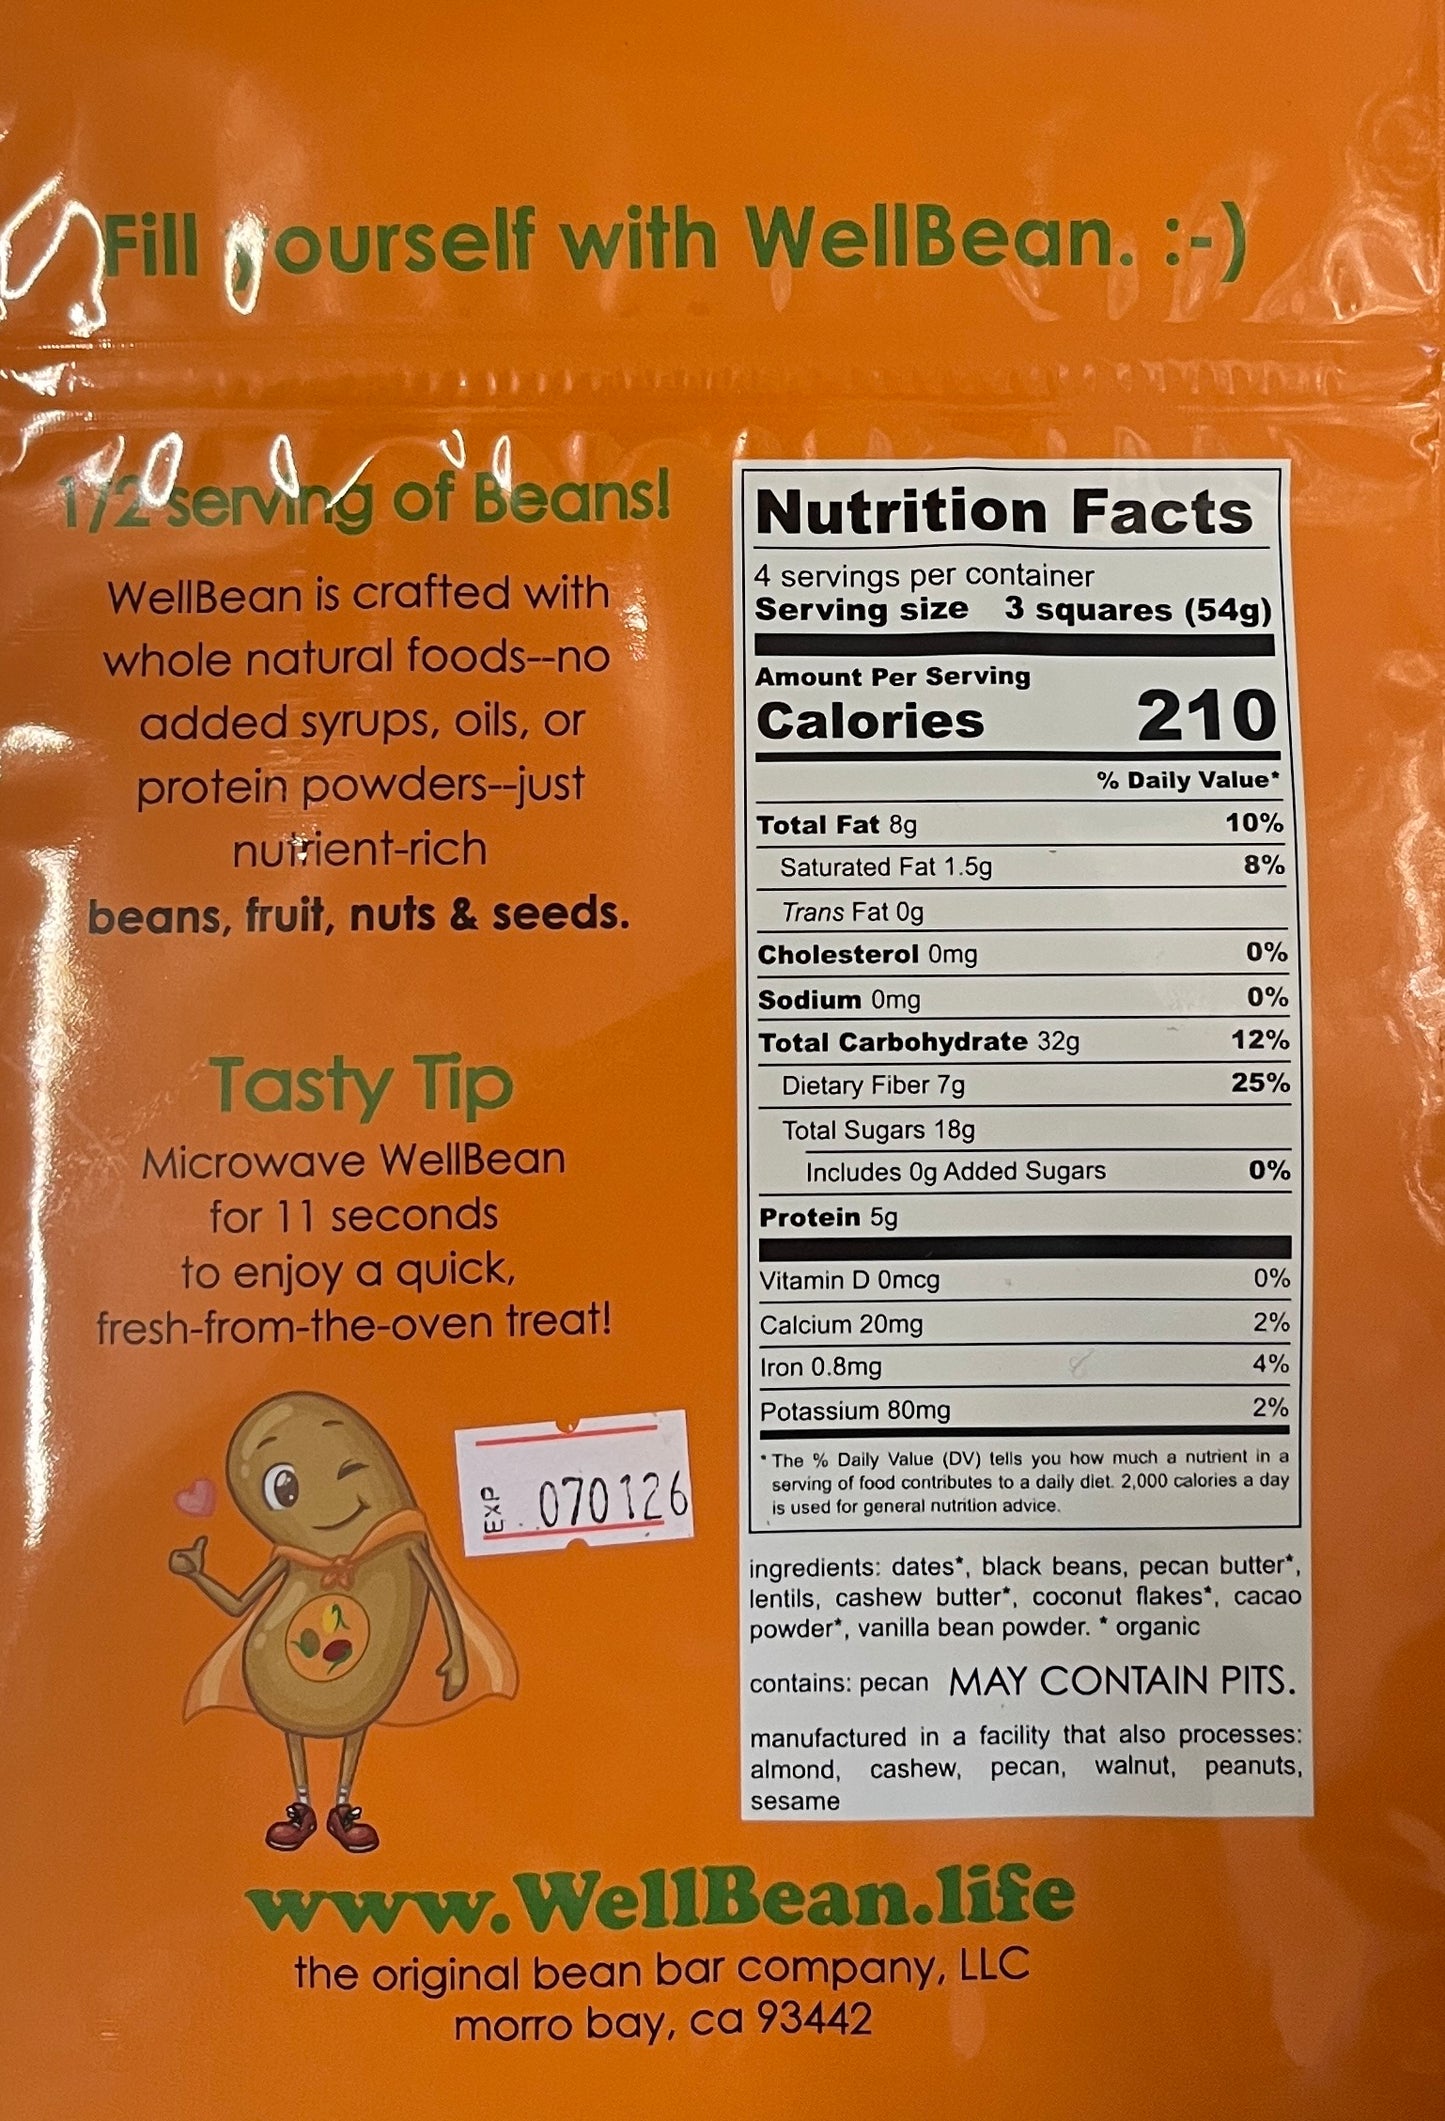 Fill yourself with WellBean. :-)
1/2 serving of Beans!
WellBean is crafted with
whole natural foods--no
added syrups, oils, or
protein powders--just
nutrient-rich
beans, fruit, nuts & seeds.
Tasty Tip
Microwave WellBean
for 11 seconds
to enjoy a quick,
fresh-from-the-oven treat!
EXP 070126
Nutrition Facts
4 servings per container
Serving size 3 squares (54g)
Amount Per Serving
Calories 210
% Daily Value*
Total Fat 8g 10%
Saturated Fat 1.5g 8%
Trans Fat 0g
Cholesterol 0mg 0%
Sodium 0mg 0%
Total Carbohydrate 32g 12%
Dietary Fiber 7g 25%
Total Sugars 18g
Includes 0g Added Sugars 0%
Protein 5g
Vitamin D 0mcg 0%
Calcium 20mg 2%
Iron 0.8mg 4%
Potassium 80mg 2%
* The % Daily Value (DV) tells you how much a nutrient in a
serving of food contributes to a daily diet. 2,000 calories a day
is used for general nutrition advice.
ingredients: dates*, black beans, pecan butter*,
lentils, cashew butter*, coconut flakes*, cacao
powder*, vanilla bean powder. * organic
contains: pecan MAY CONTAIN PITS.
manufactured in a facility that also processes:
almond, cashew, pecan, walnut, peanuts,
sesame
www.WellBean.life
the original bean bar company, LLC
morro bay, ca 93442